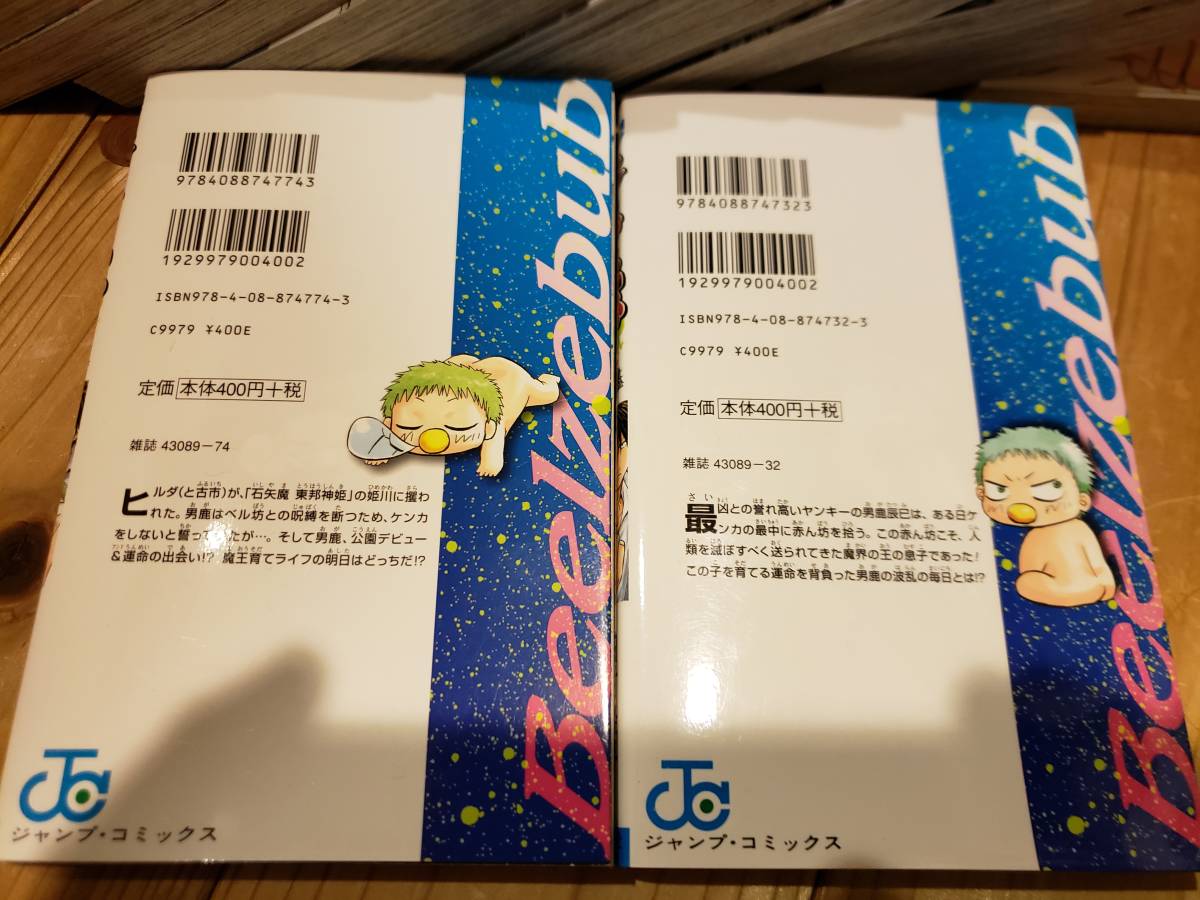 9784088747743
1929979004002
ISBN978-4-08-874774-3
C9979 ¥400E
定価 本体400円+税
雑誌 43089-74
ヒルダ(と古市)が、「石矢魔 東邦神姫」の姫川に攫わ
れた。男鹿はベル坊との呪縛を断つため、ケンカ
をしないと誓って たが…。そして男鹿、公園デビュー
&運命の出会い!? 魔王育てライフの明日はどっちだ!?
JC
ジャンプ・コミックス
Beelzebub
9784088747323
1929979004002
ISBN978-4-08-874732-3
C9979 ¥400E
定価 本体400円+税
雑誌 43089-32
最凶との誉れ高いヤンキーの男鹿辰巳は、ある日ケ
ンカの最中に赤ん坊を拾う。この赤ん坊こそ、人
類を滅ぼすべく送られてきた魔界の王の息子であった!
この子を育てる運命を背負った男鹿の波乱の毎日とは!?
JC
ジャンプ・コミックス
Beelzebub